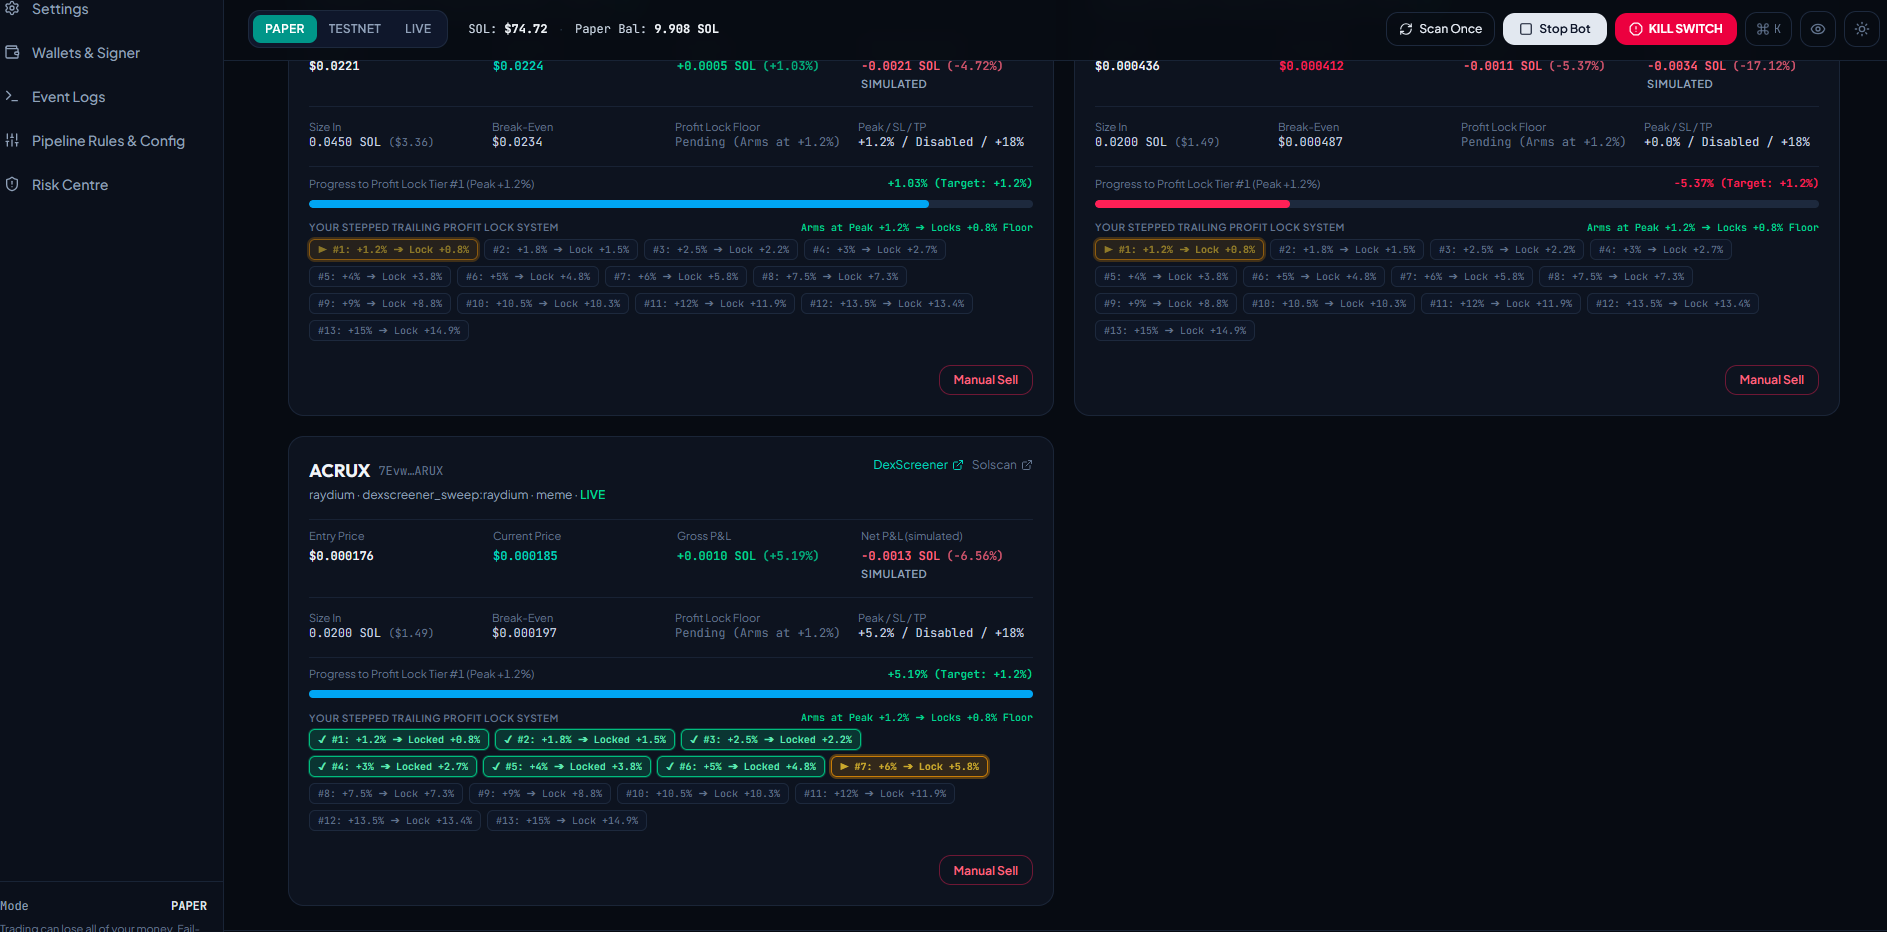 Settings
Wallets & Signer
Event Logs
Pipeline Rules & Config
Risk Centre
Mode PAPER
Trading can lose all of your money. Fail-
PAPER TESTNET LIVE SOL: $74.72 · Paper Bal: 9.908 SOL Scan Once Stop Bot KILL SWITCH ⌘ K
$0.0221 $0.0224 +0.0005 SOL (+1.03%) -0.0021 SOL (-4.72%)
SIMULATED
Size In Break-Even Profit Lock Floor Peak / SL / TP
0.0450 SOL ($3.36) $0.0234 Pending (Arms at +1.2%) +1.2% / Disabled / +18%
Progress to Profit Lock Tier #1 (Peak +1.2%) +1.03% (Target: +1.2%)
YOUR STEPPED TRAILING PROFIT LOCK SYSTEM Arms at Peak +1.2% ➔ Locks +0.8% Floor
▶ #1: +1.2% ➔ Lock +0.8% #2: +1.8% ➔ Lock +1.5% #3: +2.5% ➔ Lock +2.2% #4: +3% ➔ Lock +2.7%
#5: +4% ➔ Lock +3.8% #6: +5% ➔ Lock +4.8% #7: +6% ➔ Lock +5.8% #8: +7.5% ➔ Lock +7.3%
#9: +9% ➔ Lock +8.8% #10: +10.5% ➔ Lock +10.3% #11: +12% ➔ Lock +11.9% #12: +13.5% ➔ Lock +13.4%
#13: +15% ➔ Lock +14.9%
Manual Sell
$0.000436 $0.000412 -0.0011 SOL (-5.37%) -0.0034 SOL (-17.12%)
SIMULATED
Size In Break-Even Profit Lock Floor Peak / SL / TP
0.0200 SOL ($1.49) $0.000487 Pending (Arms at +1.2%) +0.0% / Disabled / +18%
Progress to Profit Lock Tier #1 (Peak +1.2%) -5.37% (Target: +1.2%)
YOUR STEPPED TRAILING PROFIT LOCK SYSTEM Arms at Peak +1.2% ➔ Locks +0.8% Floor
▶ #1: +1.2% ➔ Lock +0.8% #2: +1.8% ➔ Lock +1.5% #3: +2.5% ➔ Lock +2.2% #4: +3% ➔ Lock +2.7%
#5: +4% ➔ Lock +3.8% #6: +5% ➔ Lock +4.8% #7: +6% ➔ Lock +5.8% #8: +7.5% ➔ Lock +7.3%
#9: +9% ➔ Lock +8.8% #10: +10.5% ➔ Lock +10.3% #11: +12% ➔ Lock +11.9% #12: +13.5% ➔ Lock +13.4%
#13: +15% ➔ Lock +14.9%
Manual Sell
ACRUX 7Evw…ARUX DexScreener Solscan
raydium · dexscreener_sweep:raydium · meme · LIVE
Entry Price Current Price Gross P&L Net P&L (simulated)
$0.000176 $0.000185 +0.0010 SOL (+5.19%) -0.0013 SOL (-6.56%)
SIMULATED
Size In Break-Even Profit Lock Floor Peak / SL / TP
0.0200 SOL ($1.49) $0.000197 Pending (Arms at +1.2%) +5.2% / Disabled / +18%
Progress to Profit Lock Tier #1 (Peak +1.2%) +5.19% (Target: +1.2%)
YOUR STEPPED TRAILING PROFIT LOCK SYSTEM Arms at Peak +1.2% ➔ Locks +0.8% Floor
✓ #1: +1.2% ➔ Locked +0.8% ✓ #2: +1.8% ➔ Locked +1.5% ✓ #3: +2.5% ➔ Locked +2.2%
✓ #4: +3% ➔ Locked +2.7% ✓ #5: +4% ➔ Locked +3.8% ✓ #6: +5% ➔ Locked +4.8% ▶ #7: +6% ➔ Lock +5.8%
#8: +7.5% ➔ Lock +7.3% #9: +9% ➔ Lock +8.8% #10: +10.5% ➔ Lock +10.3% #11: +12% ➔ Lock +11.9%
#12: +13.5% ➔ Lock +13.4% #13: +15% ➔ Lock +14.9%
Manual Sell